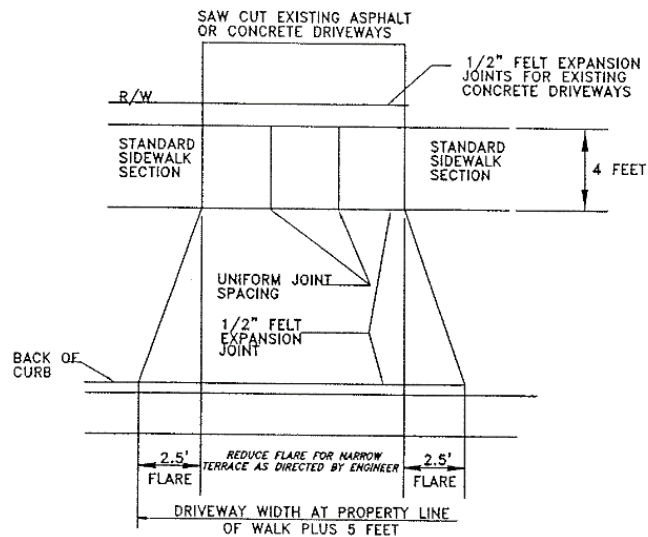 SAW CUT EXISTING ASPHALT
OR CONCRETE DRIVEWAYS
1/2" FELT EXPANSION
JOINTS FOR EXISTING
CONCRETE DRIVEWAYS
R/W
STANDARD
SIDEWALK
SECTION
STANDARD
SIDEWALK
SECTION
4 FEET
UNIFORM JOINT
SPACING
1/2" FELT
EXPANSION
JOINT
BACK OF
CURB
2.5'
FLARE
REDUCE FLARE FOR NARROW
TERRACE AS DIRECTED BY ENGINEER
2.5'
FLARE
DRIVEWAY WIDTH AT PROPERTY LINE
OF WALK PLUS 5 FEET